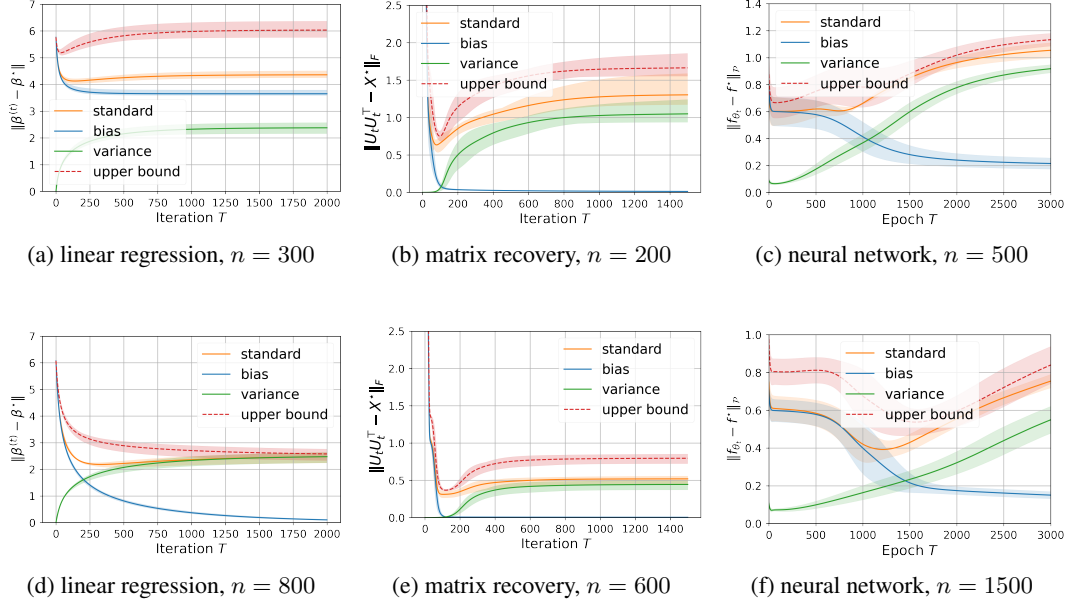 7
6
5
4
3
2
1
0
‖β⁽ᵗ⁾ − β*‖
standard
bias
variance
upper bound
0 250 500 750 1000 1250 1500 1750 2000
Iteration T
(a) linear regression, n = 300
2.5
2.0
1.5
1.0
0.5
0.0
‖UₜUₜ⊤ − X*‖F
standard
bias
variance
upper bound
0 200 400 600 800 1000 1200 1400
Iteration T
(b) matrix recovery, n = 200
1.4
1.2
1.0
0.8
0.6
0.4
0.2
0.0
‖fθₜ − f*‖P
standard
bias
variance
upper bound
0 500 1000 1500 2000 2500 3000
Epoch T
(c) neural network, n = 500
7
6
5
4
3
2
1
0
‖β⁽ᵗ⁾ − β*‖
standard
bias
variance
upper bound
0 250 500 750 1000 1250 1500 1750 2000
Iteration T
(d) linear regression, n = 800
2.5
2.0
1.5
1.0
0.5
0.0
‖UₜUₜ⊤ − X*‖F
standard
bias
variance
upper bound
0 200 400 600 800 1000 1200 1400
Iteration T
(e) matrix recovery, n = 600
1.0
0.8
0.6
0.4
0.2
0.0
‖fθₜ − f*‖P
standard
bias
variance
upper bound
0 500 1000 1500 2000 2500 3000
Epoch T
(f) neural network, n = 1500